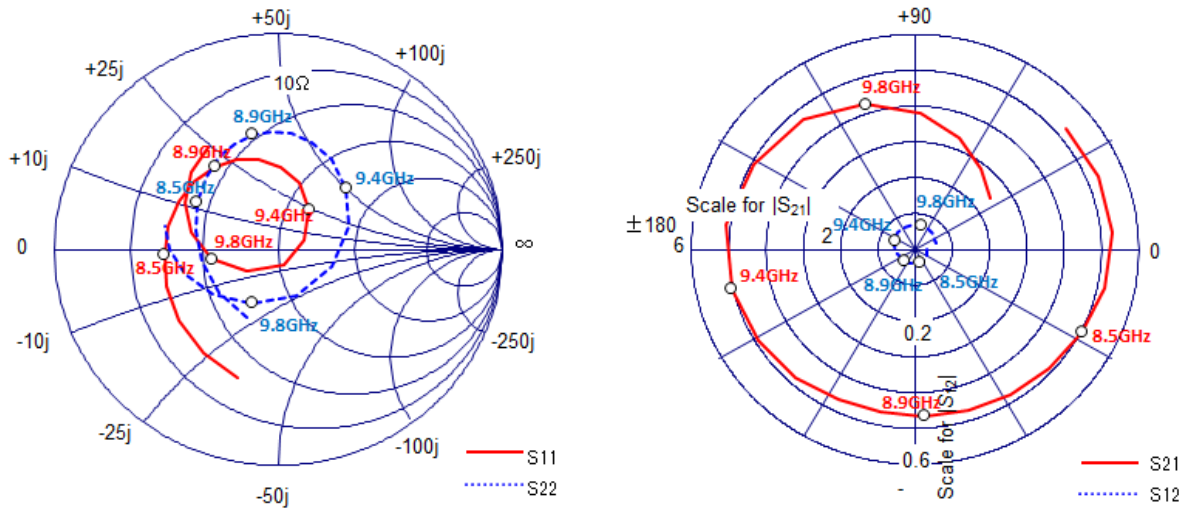 +50j
+25j
+100j
10Ω
8.9GHz
8.9GHz
+10j
+250j
8.5GHz
9.4GHz
9.4GHz
0
∞
9.8GHz
8.5GHz
9.8GHz
-10j
-250j
-25j
-100j
-50j
S11
S22
+90
9.8GHz
Scale for |S21|
9.8GHz
±180
9.4GHz
2
6
0
9.4GHz
8.9GHz
8.5GHz
0.2
8.5GHz
8.9GHz
Scale for |S12|
0.6
-
S21
S12